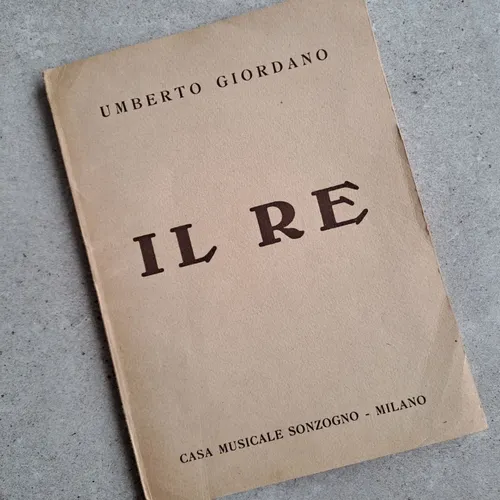 UMBERTO GIORDANO
IL RE
CASA MUSICALE SONZOGNO - MILANO